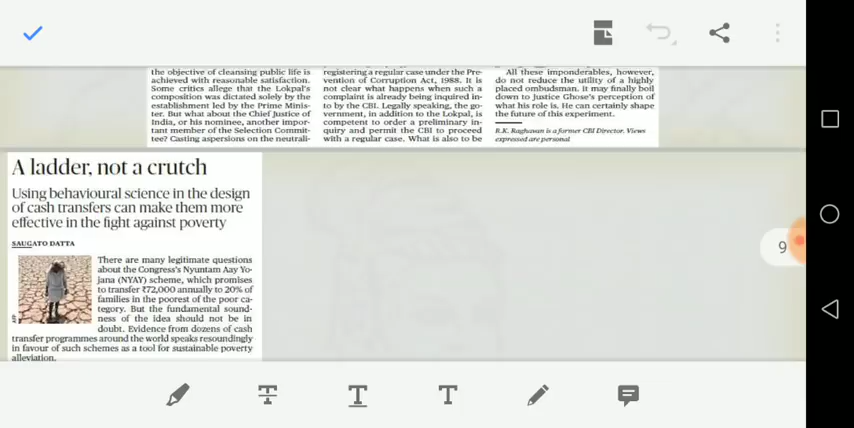 the objective of cleansing public life is
achieved with reasonable satisfaction.
Some critics allege that the Lokpal's
composition was dictated solely by the
establishment led by the Prime Minis-
ter. But what about the Chief Justice of
India, or his nominee, another impor-
tant member of the Selection Commit-
tee? Casting aspersions on the neutrali-
registering a regular case under the Pre-
vention of Corruption Act, 1988. It is
not clear what happens when such a
complaint is already being inquired in-
to by the CBI. Legally speaking, the go-
vernment, in addition to the Lokpal, is
competent to order a preliminary in-
quiry and permit the CBI to proceed
with a regular case. What is also to be
All these imponderables, however,
do not reduce the utility of a highly
placed ombudsman. It may finally boil
down to Justice Ghose's perception of
what his role is. He can certainly shape
the future of this experiment.
R.K. Raghavan is a former CBI Director. Views
expressed are personal
A ladder, not a crutch
Using behavioural science in the design
of cash transfers can make them more
effective in the fight against poverty
SAUGATO DATTA
There are many legitimate questions
about the Congress's Nyuntam Aay Yo-
jana (NYAY) scheme, which promises
to transfer ₹72,000 annually to 20% of
families in the poorest of the poor ca-
tegory. But the fundamental sound-
ness of the idea should not be in
doubt. Evidence from dozens of cash
transfer programmes around the world speaks resoundingly
in favour of such schemes as a tool for sustainable poverty
alleviation.
9